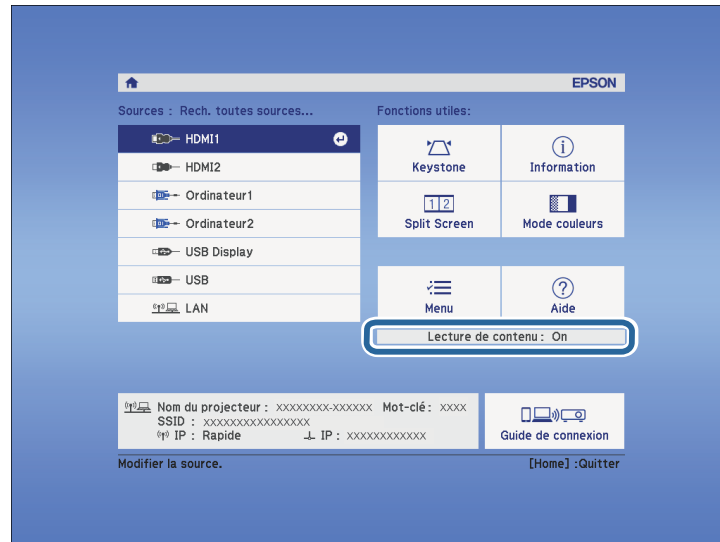 EPSON
Sources : Rech. toutes sources...
Fonctions utiles:
HDMI1
HDMI2
Ordinateur1
Ordinateur2
USB Display
USB
LAN
Keystone
Information
1 2
Split Screen
Mode couleurs
Menu
Aide
Lecture de contenu : On
Nom du projecteur : XXXXXXXX-XXXXXX Mot-clé : XXXX
SSID : XXXXXXXXXXXXXXXX
IP : Rapide IP : XXXXXXXXXXXX
Guide de connexion
Modifier la source.
[Home] :Quitter